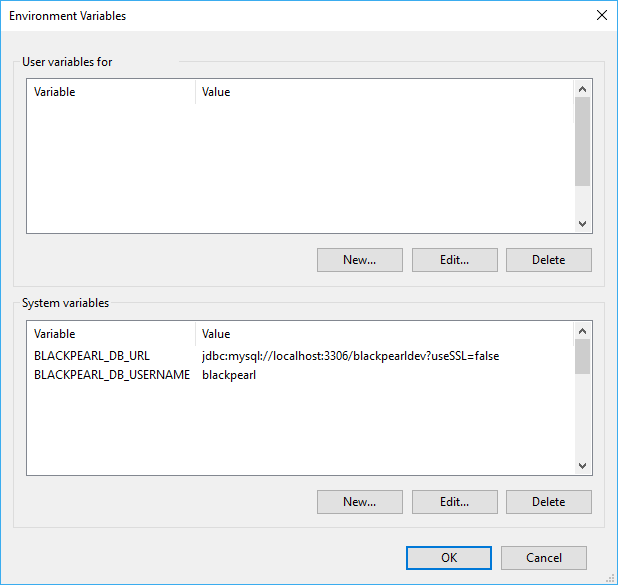 Environment Variables
User variables for
Variable Value
New... Edit... Delete
System variables
Variable Value
BLACKPEARL_DB_URL jdbc:mysql://localhost:3306/blackpearldev?useSSL=false
BLACKPEARL_DB_USERNAME blackpearl
New... Edit... Delete
OK Cancel